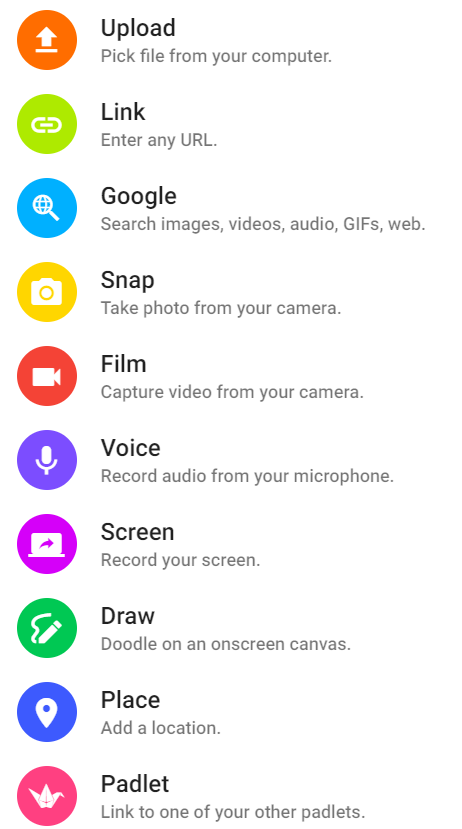 Upload
Pick file from your computer.
Link
Enter any URL.
Google
Search images, videos, audio, GIFs, web.
Snap
Take photo from your camera.
Film
Capture video from your camera.
Voice
Record audio from your microphone.
Screen
Record your screen.
Draw
Doodle on an onscreen canvas.
Place
Add a location.
Padlet
Link to one of your other padlets.